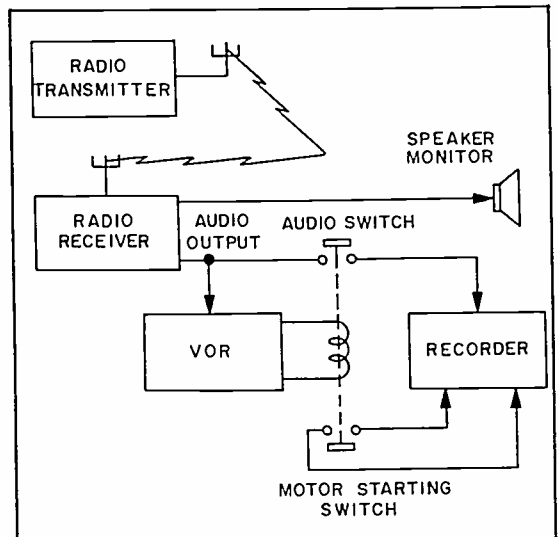 RADIO
TRANSMITTER
SPEAKER
MONITOR
RADIO
RECEIVER
AUDIO
OUTPUT
AUDIO SWITCH
VOR
RECORDER
MOTOR STARTING
SWITCH